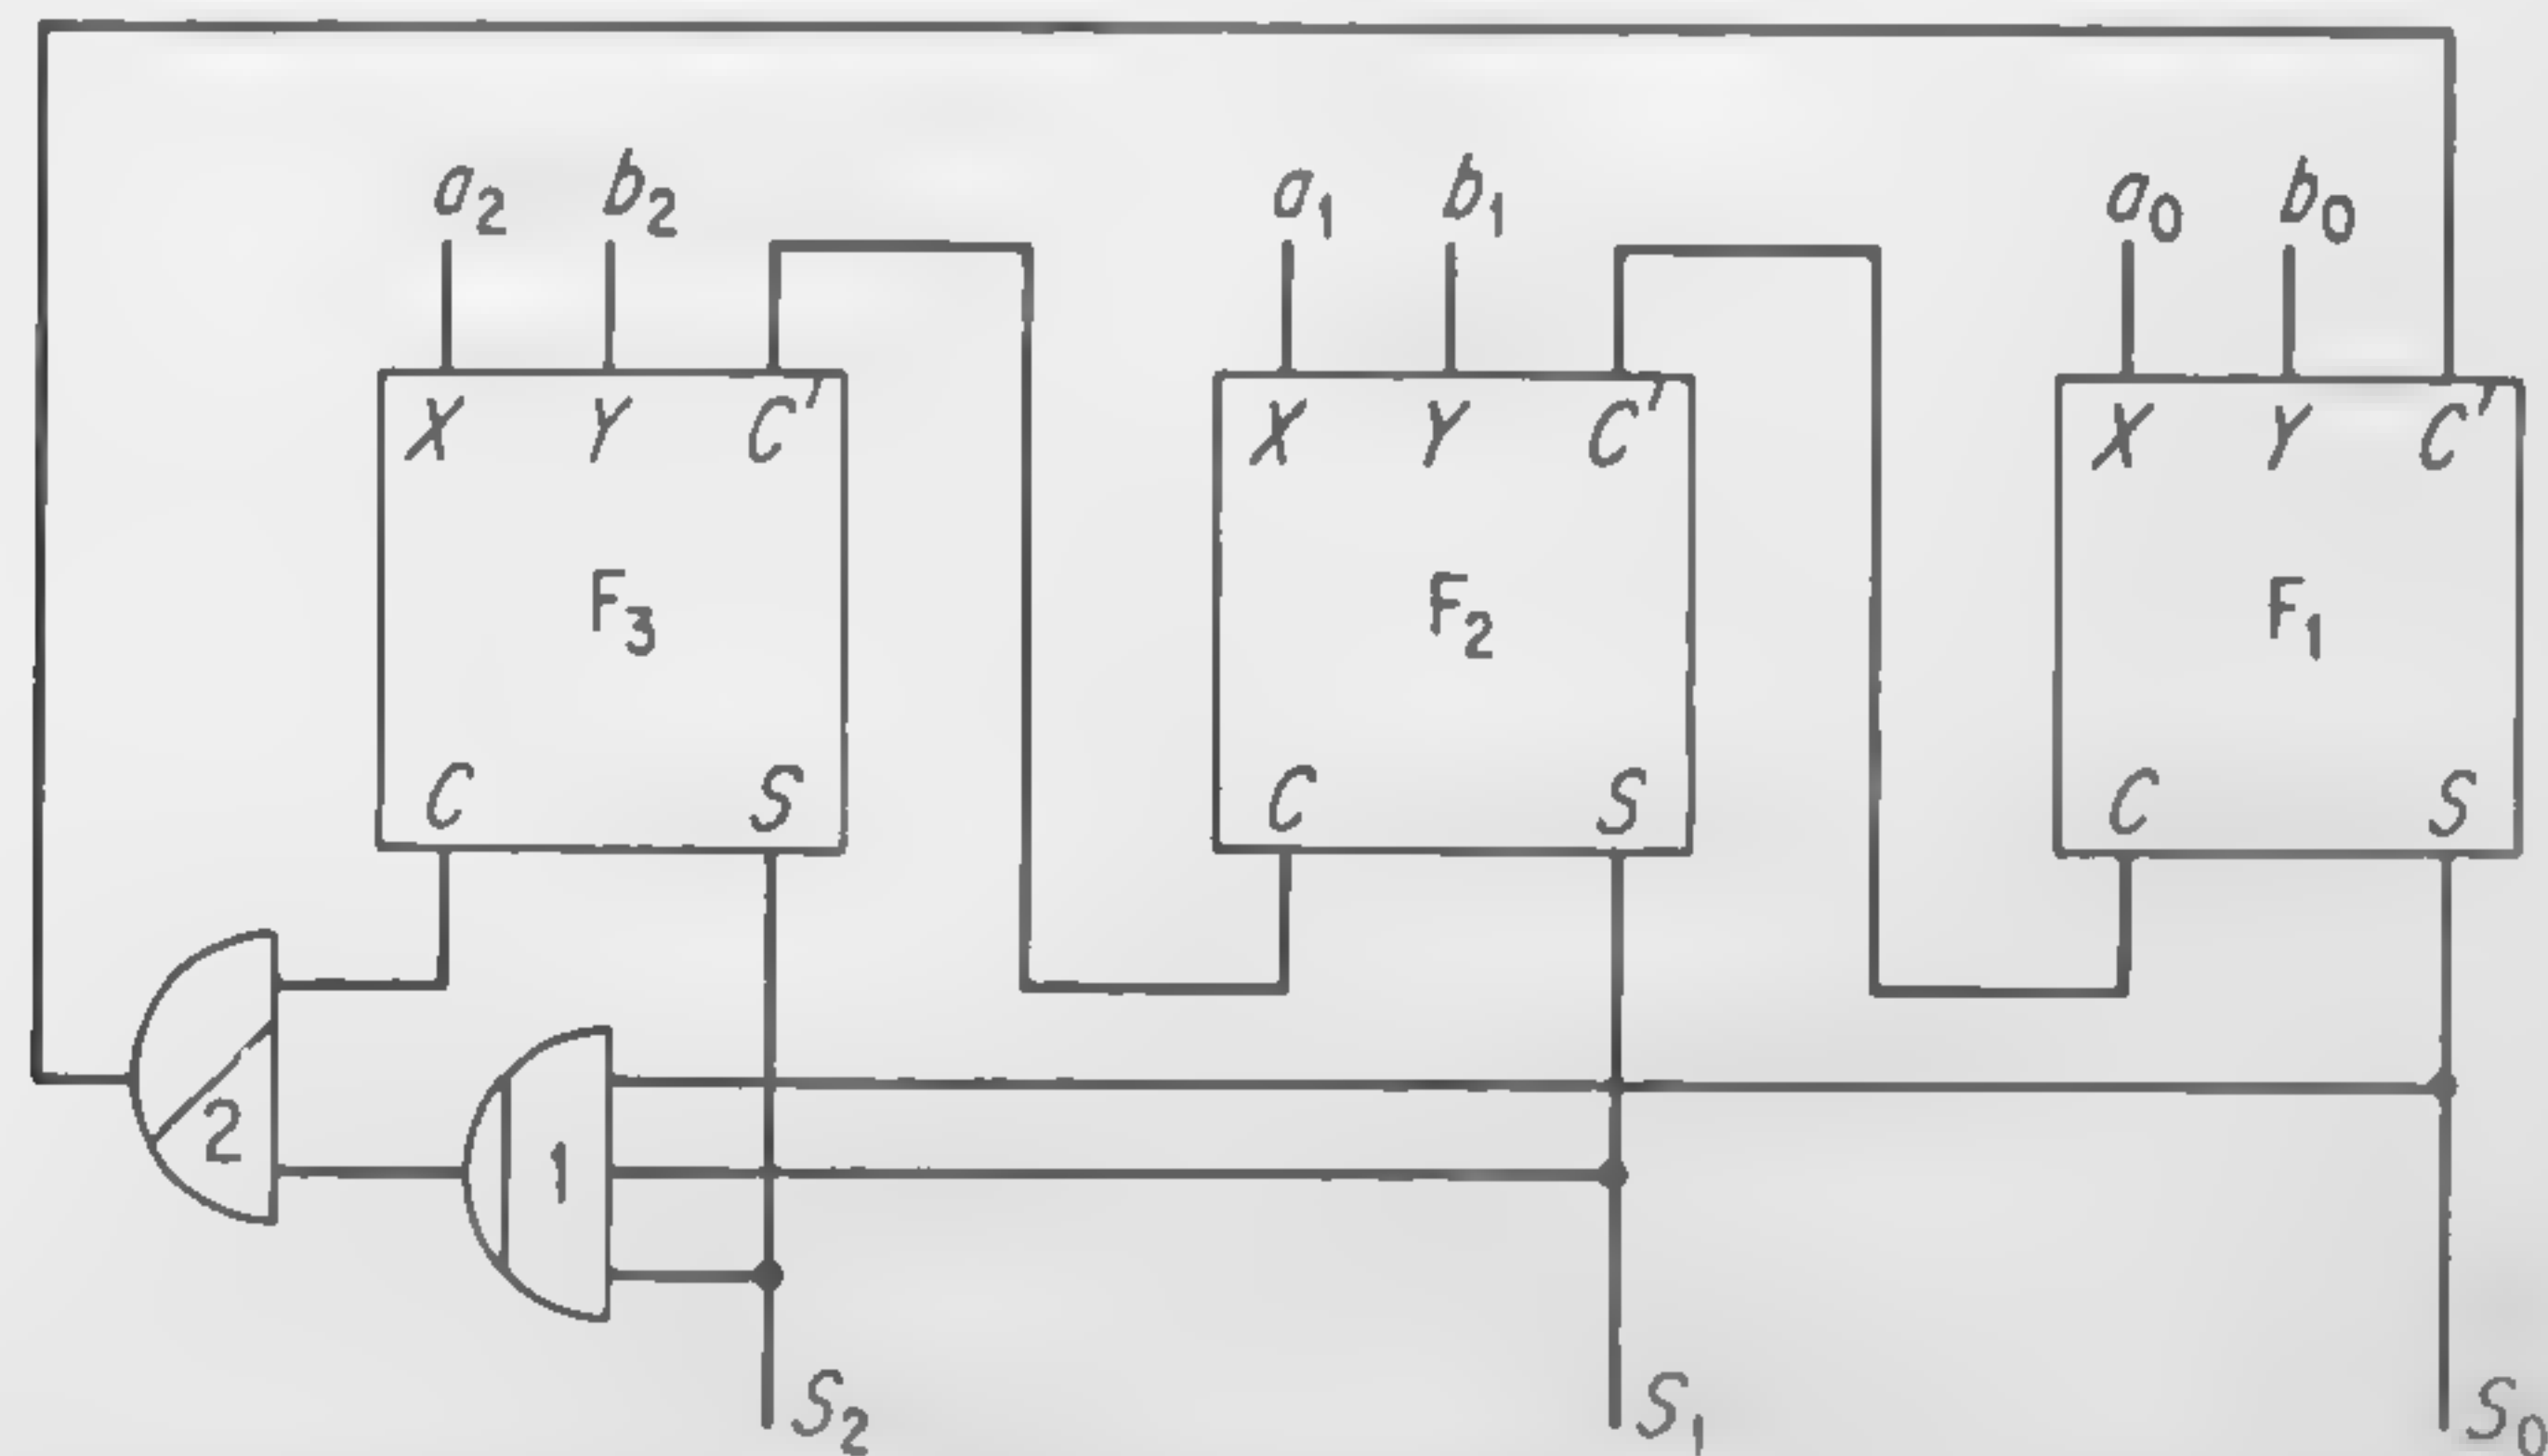 a2 b2 a1 b1 a0 b0
X Y C' X Y C' X Y C'
F3 F2 F1
C S C S C S
2 1
S2 S1 S0